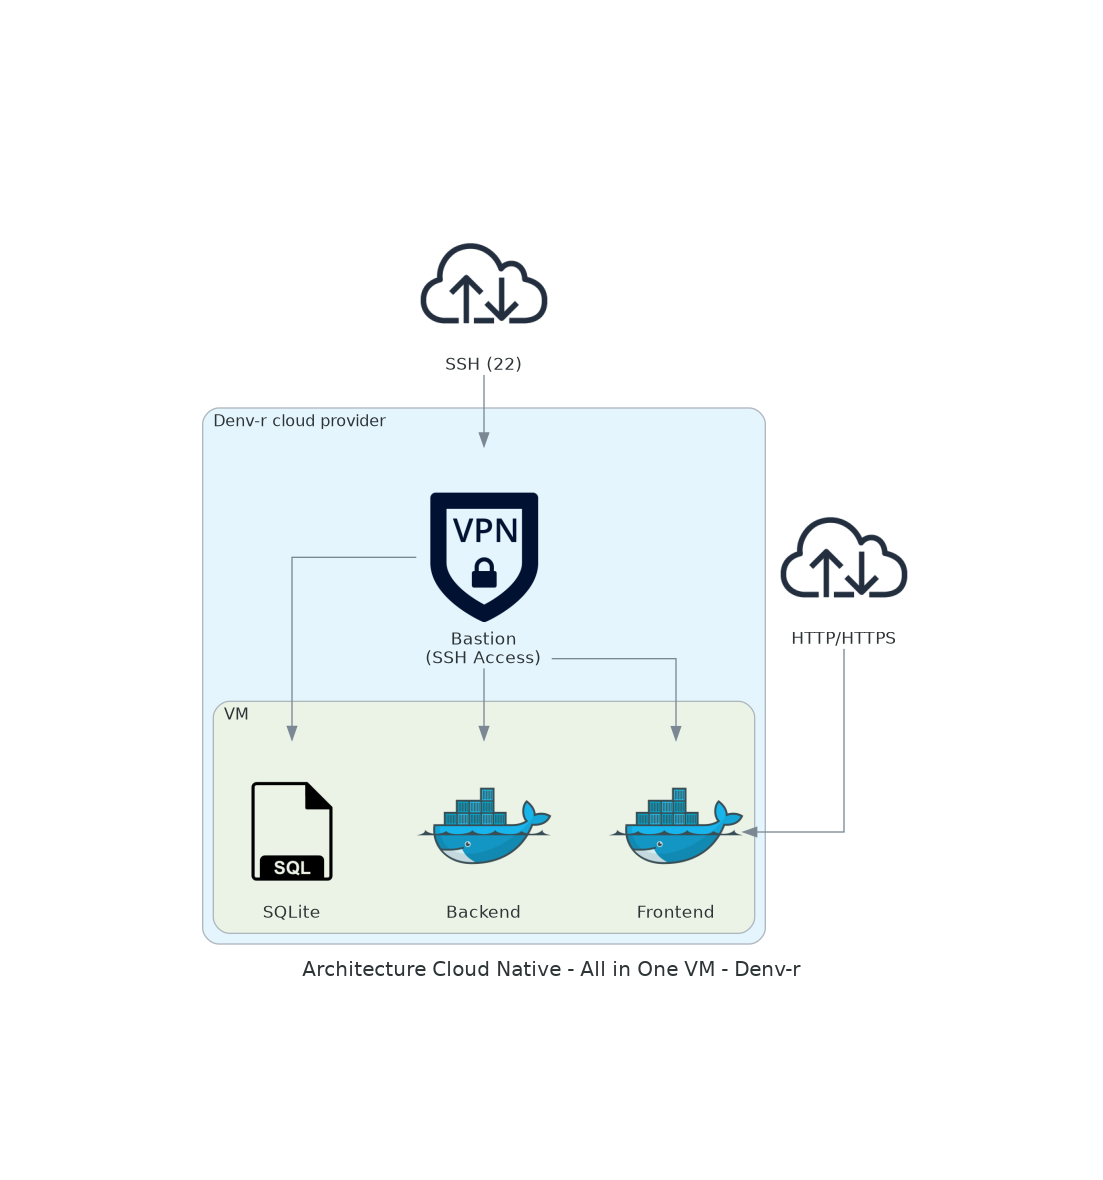 SSH (22)
Denv-r cloud provider
VPN
HTTP/HTTPS
Bastion
(SSH Access)
VM
SQL
SQLite
Backend
Frontend
Architecture Cloud Native - All in One VM - Denv-r